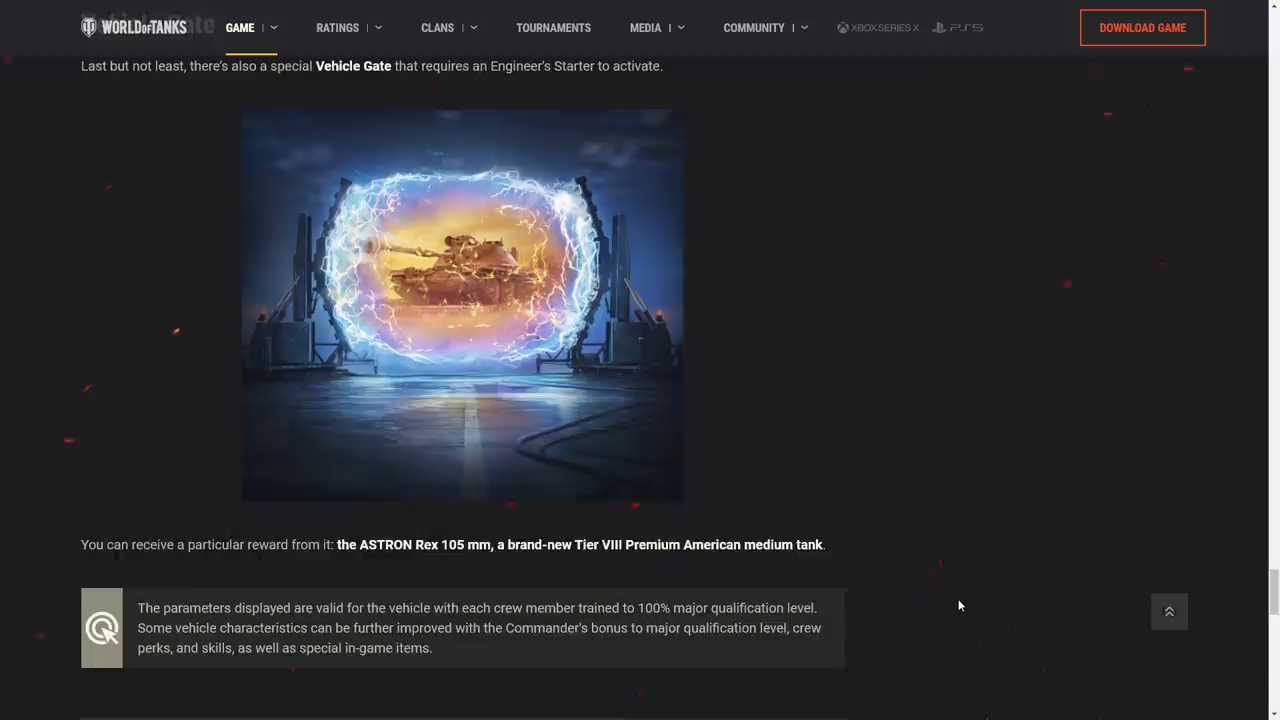 WORLD OF TANKS
GAME
RATINGS
CLANS
TOURNAMENTS
MEDIA
COMMUNITY
XBOX SERIES X
PS5
DOWNLOAD GAME
Last but not least, there's also a special Vehicle Gate that requires an Engineer's Starter to activate.
You can receive a particular reward from it: the ASTRON Rex 105 mm, a brand-new Tier VIII Premium American medium tank.
The parameters displayed are valid for the vehicle with each crew member trained to 100% major qualification level.
Some vehicle characteristics can be further improved with the Commander's bonus to major qualification level, crew
perks, and skills, as well as special in-game items.